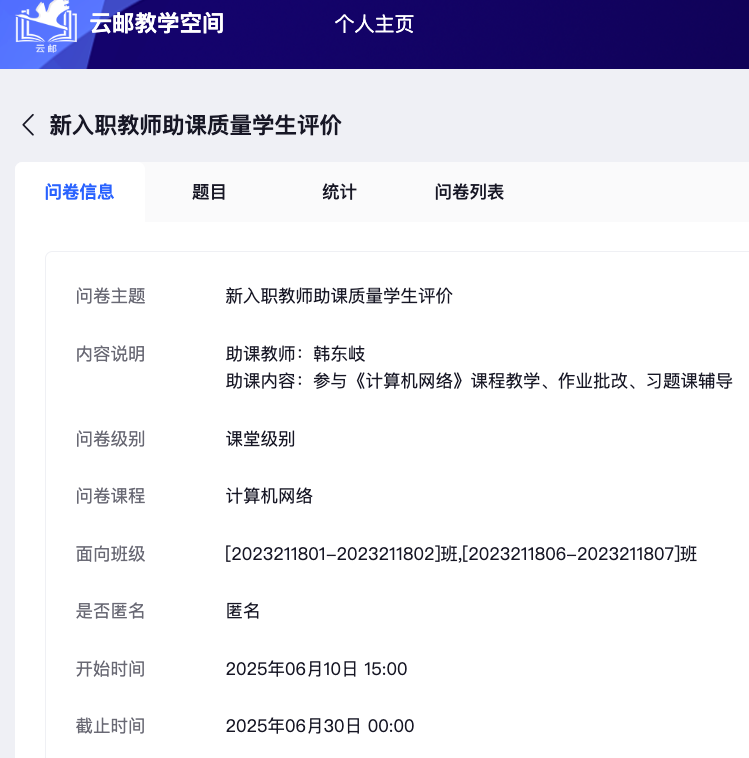 云邮教学空间
个人主页
云邮
新入职教师助课质量学生评价
问卷信息
题目
统计
问卷列表
问卷主题
新入职教师助课质量学生评价
内容说明
助课教师：韩东岐
助课内容：参与《计算机网络》课程教学、作业批改、习题课辅导
问卷级别
课堂级别
问卷课程
计算机网络
面向班级
[2023211801-2023211802]班,[2023211806-2023211807]班
是否匿名
匿名
开始时间
2025年06月10日 15:00
截止时间
2025年06月30日 00:00